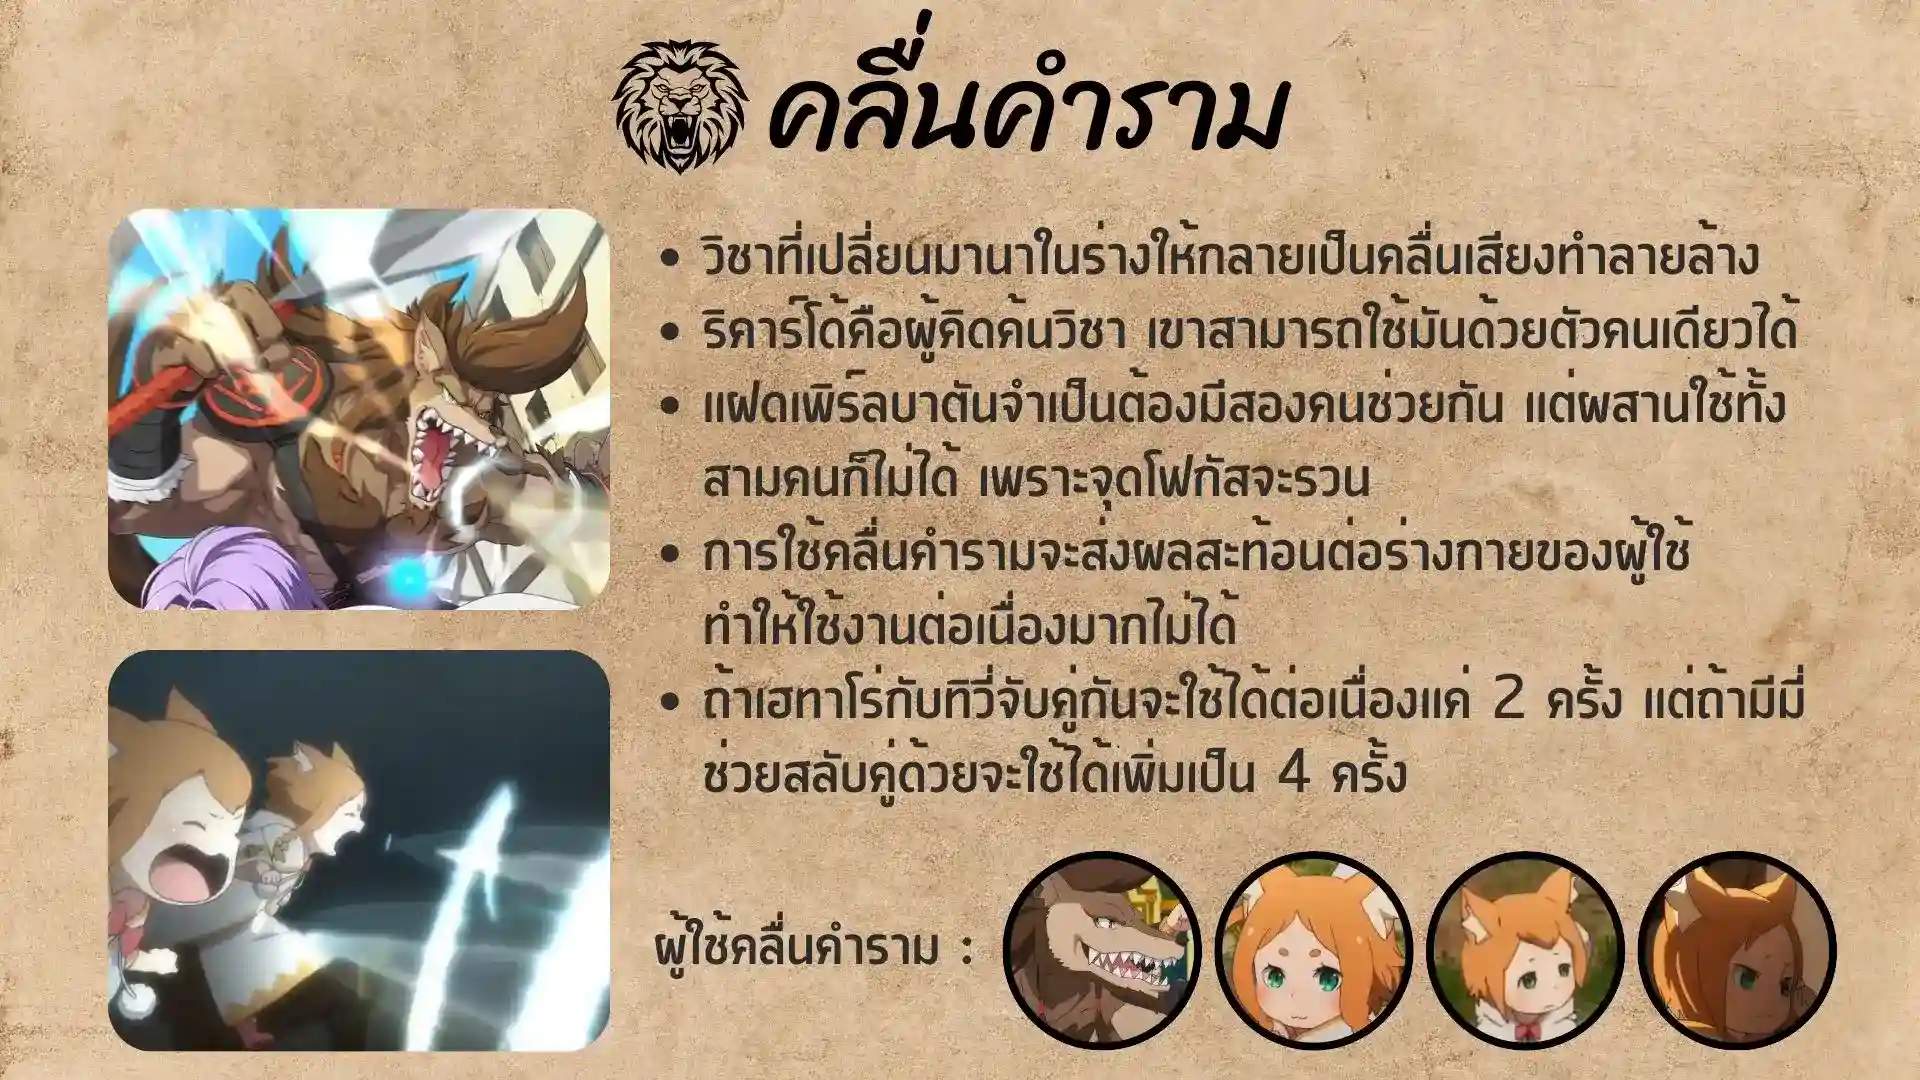 คลื่นคำราม
• วิชาที่เปลี่ยนมานาในร่างให้กลายเป็นคลื่นเสียงทำลายล้าง
• ริคาร์โด้คือผู้คิดค้นวิชา เขาสามารถใช้มันด้วยตัวคนเดียวได้
• แฝดเพิร์ลบาตันจำเป็นต้องมีสองคนช่วยกัน แต่ผสานใช้ทั้ง
สามคนก็ไม่ได้ เพราะจุดโฟกัสจะรวน
• การใช้คลื่นคำรามจะส่งผลสะท้อนต่อร่างกายของผู้ใช้
ทำให้ใช้งานต่อเนื่องมากไม่ได้
• ถ้าเฮทาโร่กับทิวี่จับคู่กันจะใช้ได้ต่อเนื่องแค่ 2 ครั้ง แต่ถ้ามีมี่
ช่วยสลับคู่ด้วยจะใช้ได้เพิ่มเป็น 4 ครั้ง
ผู้ใช้คลื่นคำราม :